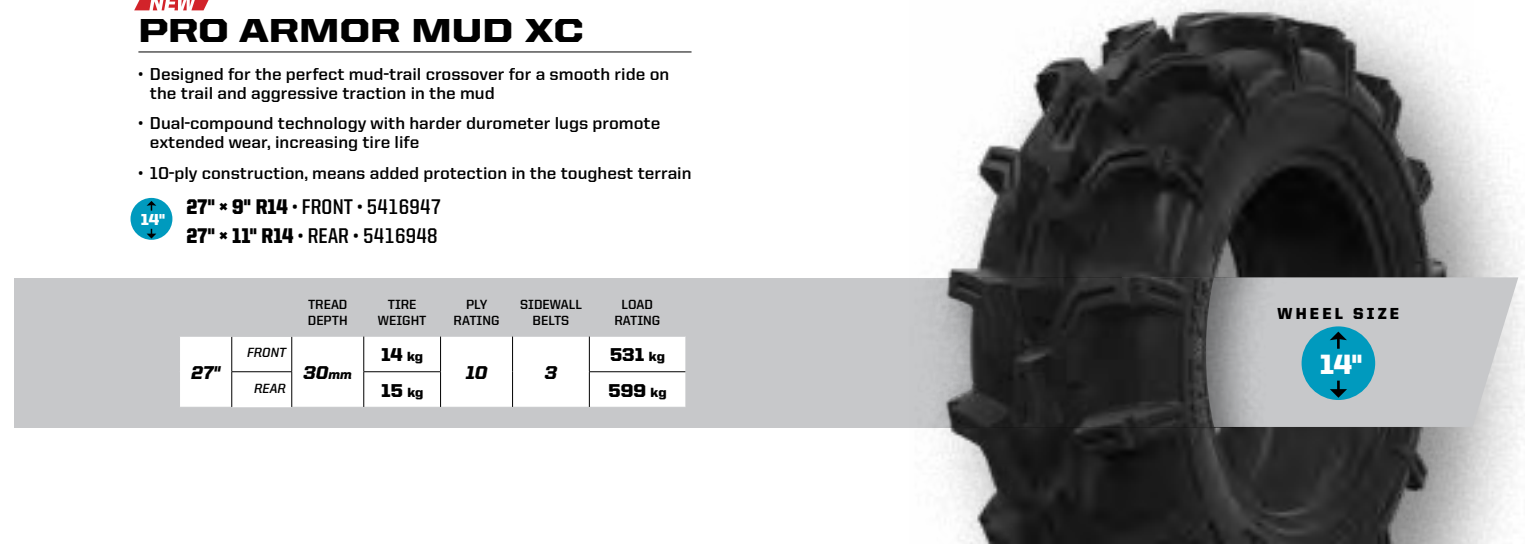 NEW
PRO ARMOR MUD XC
• Designed for the perfect mud-trail crossover for a smooth ride on
the trail and aggressive traction in the mud
• Dual-compound technology with harder durometer lugs promote
extended wear, increasing tire life
• 10-ply construction, means added protection in the toughest terrain
14"
27" × 9" R14 • FRONT • 5416947
27" × 11" R14 • REAR • 5416948
TREAD DEPTH TIRE WEIGHT PLY RATING SIDEWALL BELTS LOAD RATING
27" FRONT 30mm 14 kg 10 3 531 kg
REAR 15 kg 599 kg
WHEEL SIZE
14"